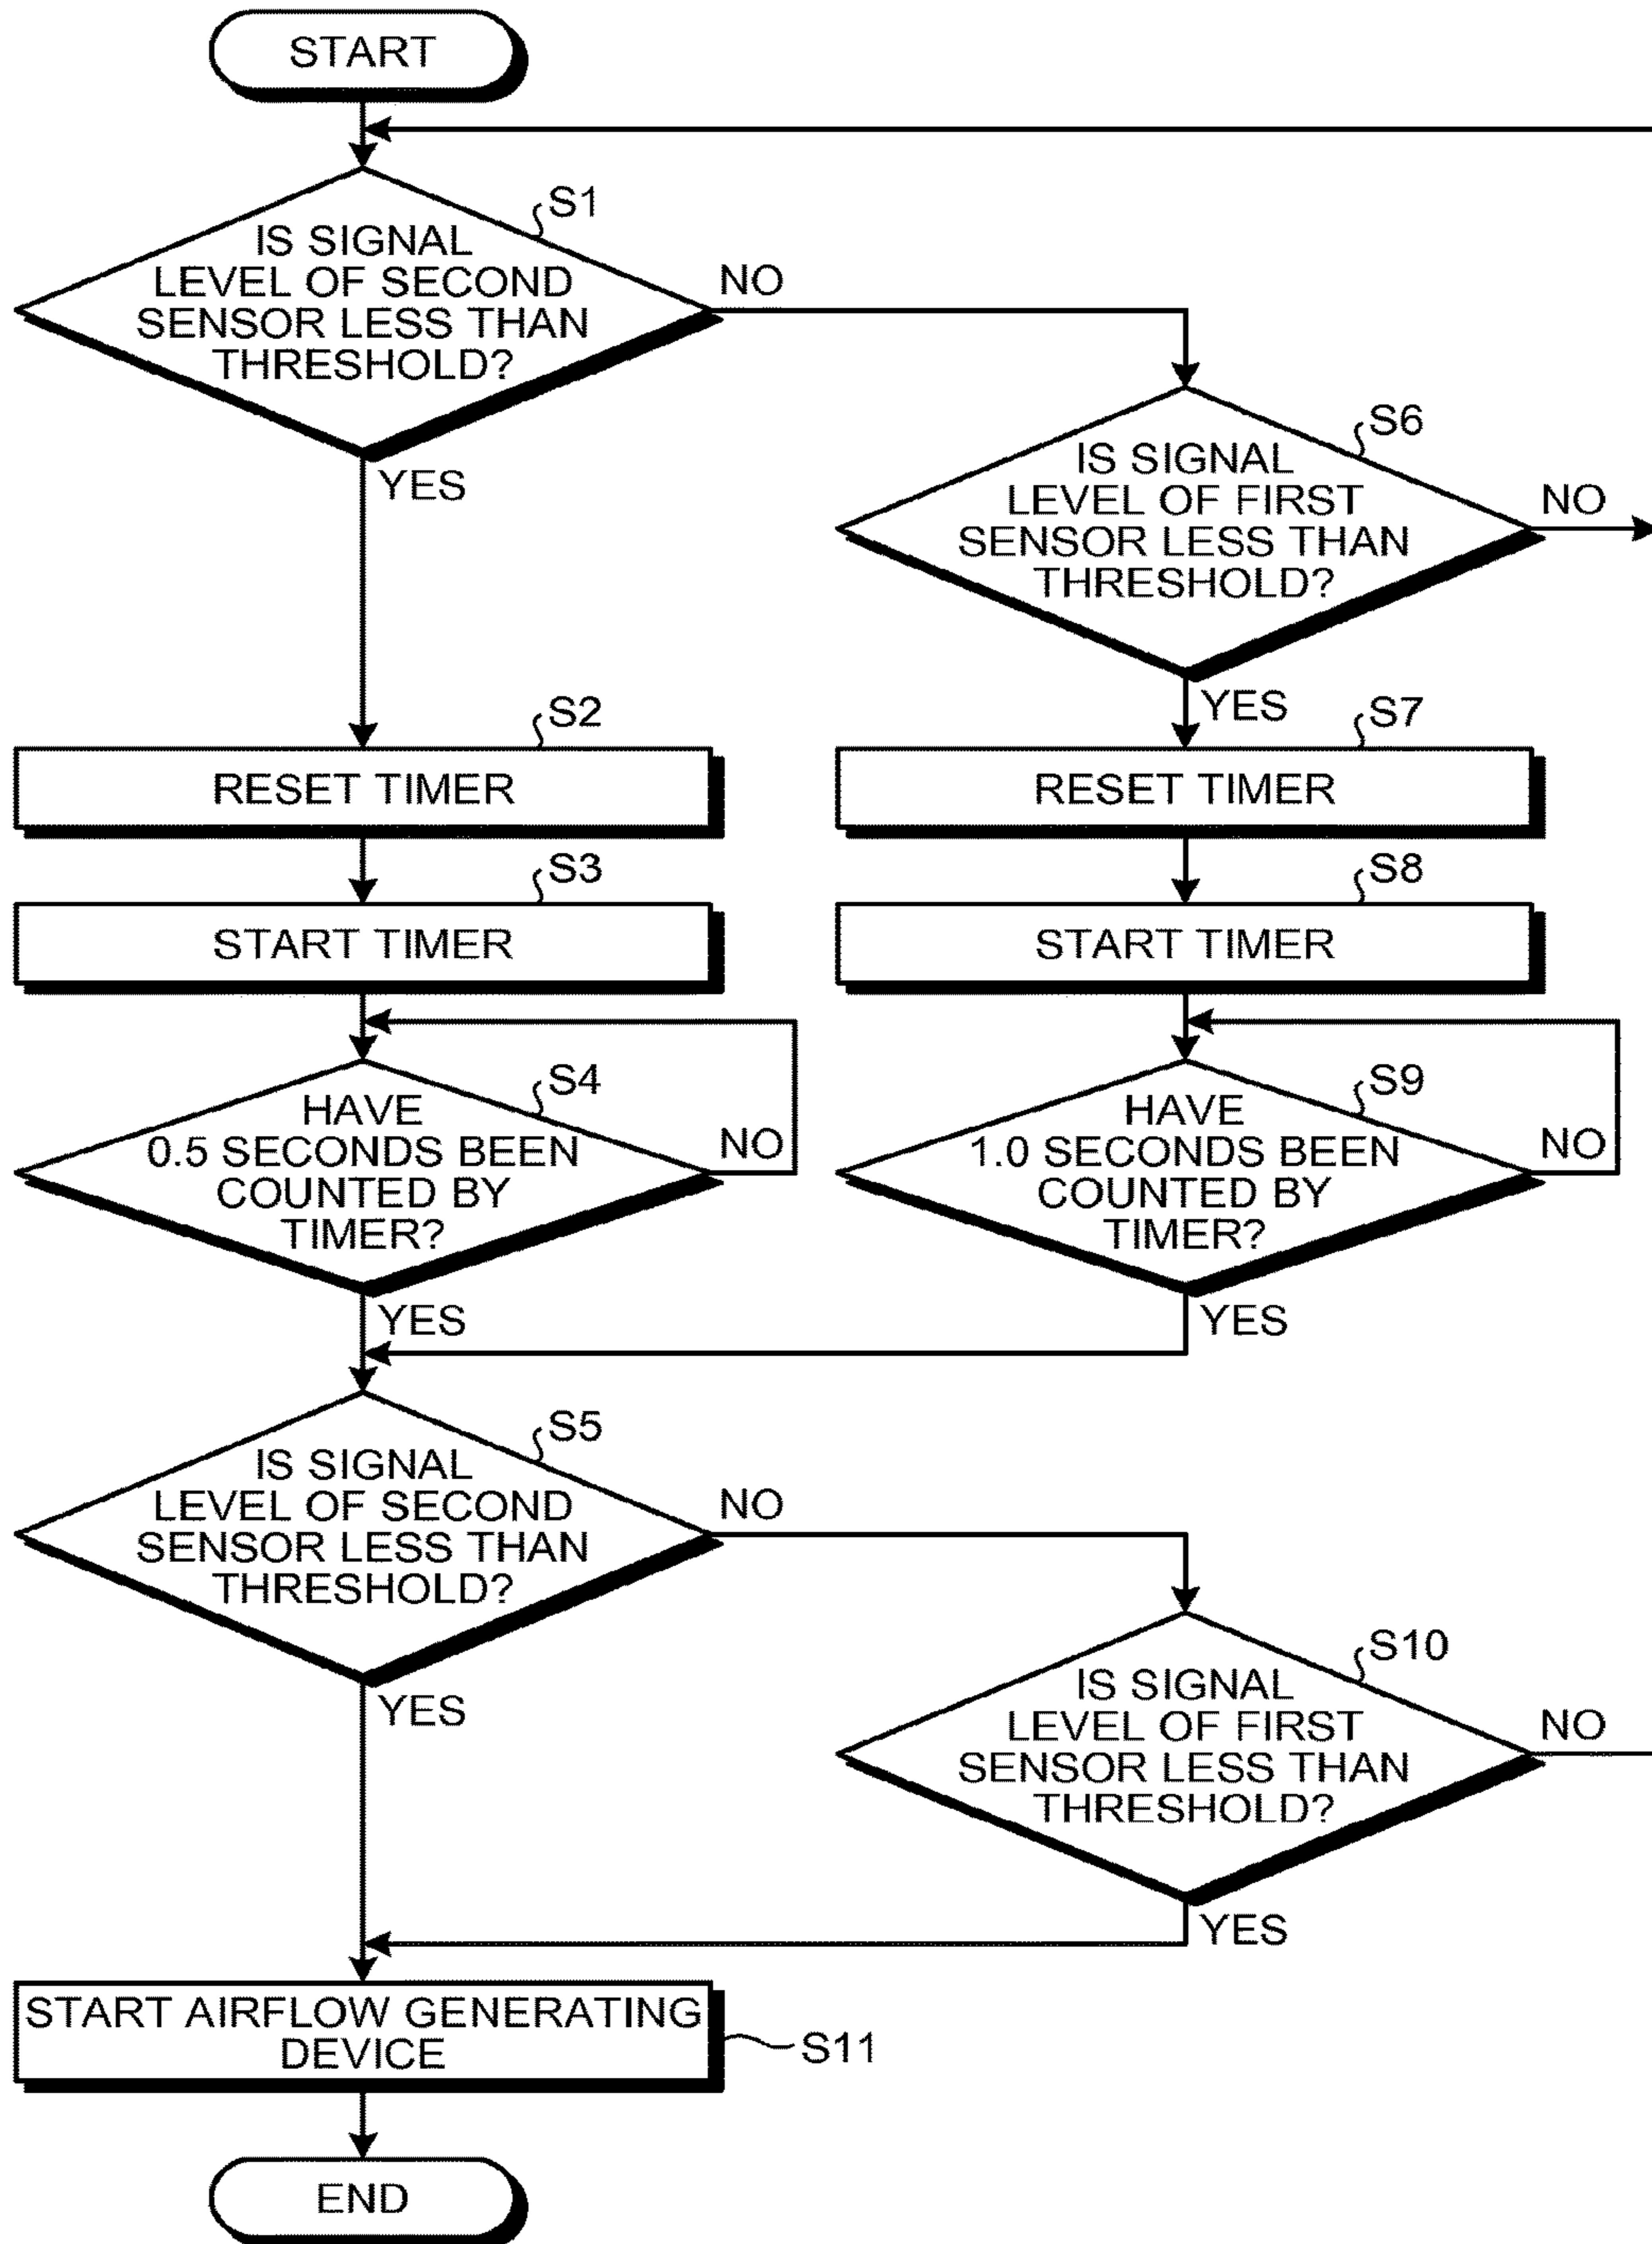 START
S1
IS SIGNAL
LEVEL OF SECOND
SENSOR LESS THAN
THRESHOLD?
NO
YES
S6
IS SIGNAL
LEVEL OF FIRST
SENSOR LESS THAN
THRESHOLD?
NO
YES
S2
RESET TIMER
S7
RESET TIMER
S3
START TIMER
S8
START TIMER
S4
HAVE
0.5 SECONDS BEEN
COUNTED BY
TIMER?
NO
YES
S9
HAVE
1.0 SECONDS BEEN
COUNTED BY
TIMER?
NO
YES
S5
IS SIGNAL
LEVEL OF SECOND
SENSOR LESS THAN
THRESHOLD?
NO
YES
S10
IS SIGNAL
LEVEL OF FIRST
SENSOR LESS THAN
THRESHOLD?
NO
YES
START AIRFLOW GENERATING
DEVICE
S11
END